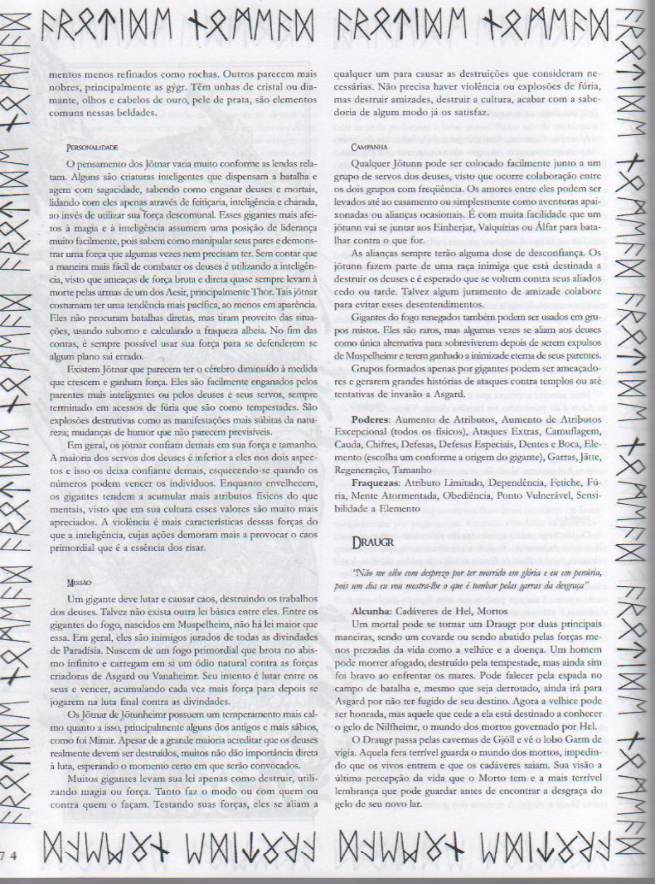 mentos menos refinados como rochas. Outros parecem mais
nobres, principalmente as gýgr. Têm unhas de cristal ou dia-
mante, olhos e cabelos de ouro, pele de prata, são elementos
comuns nessas beldades.
Personalidade
O pensamento dos Jötnar varia muito conforme as lendas rela-
tam. Alguns são criaturas inteligentes que dispensam a batalha e
agem com sagacidade, sabendo como enganar deuses e mortais,
lidando com eles apenas através de feitiçaria, inteligência e charada,
ao invés de utilizar sua força descomunal. Esses gigantes mais afei-
tos à magia e à inteligência assumem uma posição de liderança
muito facilmente, pois sabem como manipular seus pares e demons-
trar uma força que algumas vezes nem precisam ter. Sem contar que
a maneira mais fácil de combater os deuses é utilizando a inteligên-
cia, visto que ameaças de força bruta e direta quase sempre levam à
morte pelas armas de um dos Aesir, principalmente Thor. Tais jötnar
costumam ter uma tendência mais pacífica, ao menos em aparência.
Eles não procuram batalhas diretas, mas tiram proveito das situa-
ções, usando suborno e calculando a fraqueza alheia. No fim das
contas, é sempre possível usar sua força para se defenderem se
algum plano sai errado.
Existem Jötnar que parecem ter o cérebro diminuído à medida
que crescem e ganham força. Eles são facilmente enganados pelos
parentes mais inteligentes ou pelos deuses e seus servos, sempre
terminado em acessos de fúria que são como tempestades. São
explosões destrutivas como as manifestações mais súbitas da natu-
reza; mudanças de humor que não parecem previsíveis.
Em geral, os jötnar confiam demais em sua força e tamanho.
A maioria dos servos dos deuses é inferior a eles nos dois aspec-
tos e isso os deixa confiante demais, esquecendo-se quando os
números podem vencer os indivíduos. Enquanto envelhecem,
os gigantes tendem a acumular mais atributos físicos do que
mentais, visto que em sua cultura esses valores são muito mais
apreciados. A violência é mais características dessas forças do
que a inteligência, cujas ações demoram mais a provocar o caos
primordial que é a essência dos risar.
Missão
Um gigante deve lutar e causar caos, destruindo os trabalhos
dos deuses. Talvez não exista outra lei básica entre eles. Entre os
gigantes do fogo, nascidos em Muspelheim, não há lei maior que
essa. Em geral, eles são inimigos jurados de todas as divindades
de Paradísia. Nascem de um fogo primordial que brota no abis-
mo infinito e carregam em si um ódio natural contra as forças
criadoras de Asgard ou Vanaheimr. Seu intento é lutar entre os
seus e vencer, acumulando cada vez mais força para depois se
jogarem na luta final contra as divindades.
Os Jötnar de Jötunheimr possuem um temperamento mais cal-
mo quanto a isso, principalmente alguns dos antigos e mais sábios,
como foi Mimir. Apesar de a grande maioria acreditar que os deuses
realmente devem ser destruídos, muitos não dão importância direta
à luta, esperando o momento certo em que serão convocados.
Muitos gigantes levam sua lei apenas como destruir, utili-
zando magia ou força. Tanto faz o modo ou com quem ou
contra quem o façam. Testando suas forças, eles se aliam a
74
qualquer um para causar as destruições que consideram ne-
cessárias. Não precisa haver violência ou explosões de fúria,
mas destruir amizades, destruir a cultura, acabar com a sabe-
doria de algum modo já os satisfaz.
Campanha
Qualquer Jötunn pode ser colocado facilmente junto a um
grupo de servos dos deuses, visto que ocorre colaboração entre
os dois grupos com freqüência. Os amores entre eles podem ser
levados até ao casamento ou simplesmente como aventuras apai-
xonadas ou alianças ocasionais. É com muita facilidade que um
jötunn vai se juntar aos Einherjar, Valquírias ou Álfar para bata-
lhar contra o que for.
As alianças sempre terão alguma dose de desconfiança. Os
jötunn fazem parte de uma raça inimiga que está destinada a
destruir os deuses e é esperado que se voltem contra seus aliados
cedo ou tarde. Talvez algum juramento de amizade colabore
para evitar esses desentendimentos.
Gigantes do fogo renegados também podem ser usados em gru-
pos mistos. Eles são raros, mas algumas vezes se aliam aos deuses
como única alternativa para sobreviverem depois de serem expulsos
de Muspelheimr e terem ganhado a inimizade eterna de seus parentes.
Grupos formados apenas por gigantes podem ser ameaçado-
res e gerarem grandes histórias de ataques contra templos ou até
tentativas de invasão a Asgard.
Poderes: Aumento de Atributos, Aumento de Atributos
Excepcional (todos os físicos), Ataques Extras, Camuflagem,
Cauda, Chifres, Defesas, Defesas Especiais, Dentes e Boca, Ele-
mento (escolha um conforme a origem do gigante), Garras, Jätte,
Regeneração, Tamanho
Fraquezas: Atributo Limitado, Dependência, Fetiche, Fú-
ria, Mente Atormentada, Obediência, Ponto Vulnerável, Sensi-
bilidade a Elemento
Draugr
"Não me olhe com desprezo por ter morrido em glória e eu em penúria,
pois um dia eu vou mostra-lhe o que é tombar pelas garras da desgraça"
Alcunha: Cadáveres de Hel, Mortos
Um mortal pode se tornar um Draugr por duas principais
maneiras, sendo um covarde ou sendo abatido pelas forças me-
nos prezadas da vida como a velhice e a doença. Um homem
pode morrer afogado, destruído pela tempestade, mas ainda sim
foi bravo ao enfrentar os mares. Pode falecer pela espada no
campo de batalha e, mesmo que seja derrotado, ainda irá para
Asgard por não ter fugido de seu destino. Agora a velhice pode
ser honrada, mas aquele que cede a ela está destinado a conhecer
o gelo de Nilfheimr, o mundo dos mortos governado por Hel.
O Draugr passa pelas cavernas de Gjöll e vê o lobo Garm de
vigia. Aquela fera terrível guarda o mundo dos mortos, impedin-
do que os vivos entrem e que os cadáveres saiam. Sua visão a
última percepção da vida que o Morto tem e a mais terrível
lembrança que pode guardar antes de encontrar a desgraça do
gelo de seu novo lar.